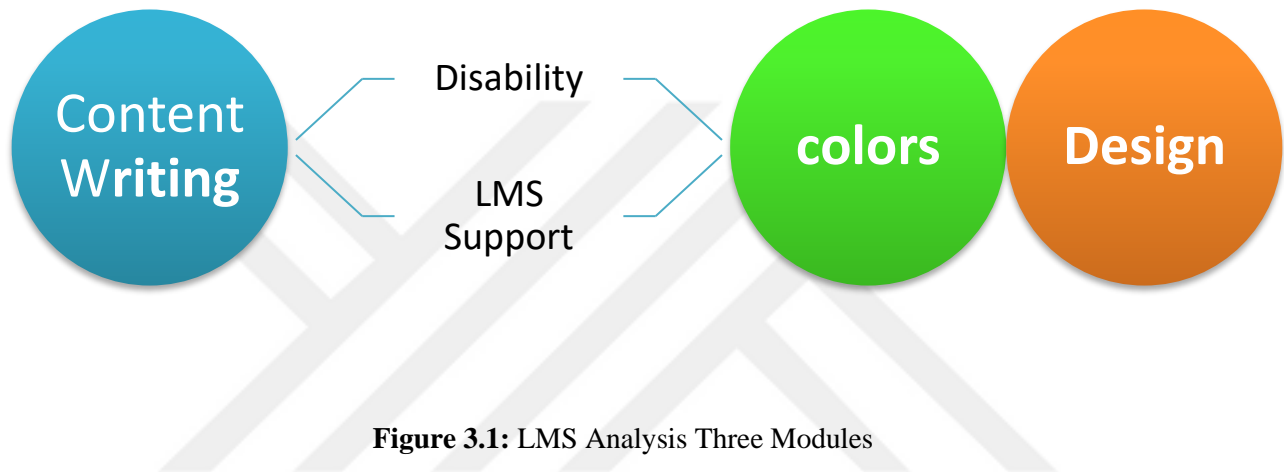 Content
Writing
Disability
LMS
Support
colors
Design
Figure 3.1: LMS Analysis Three Modules